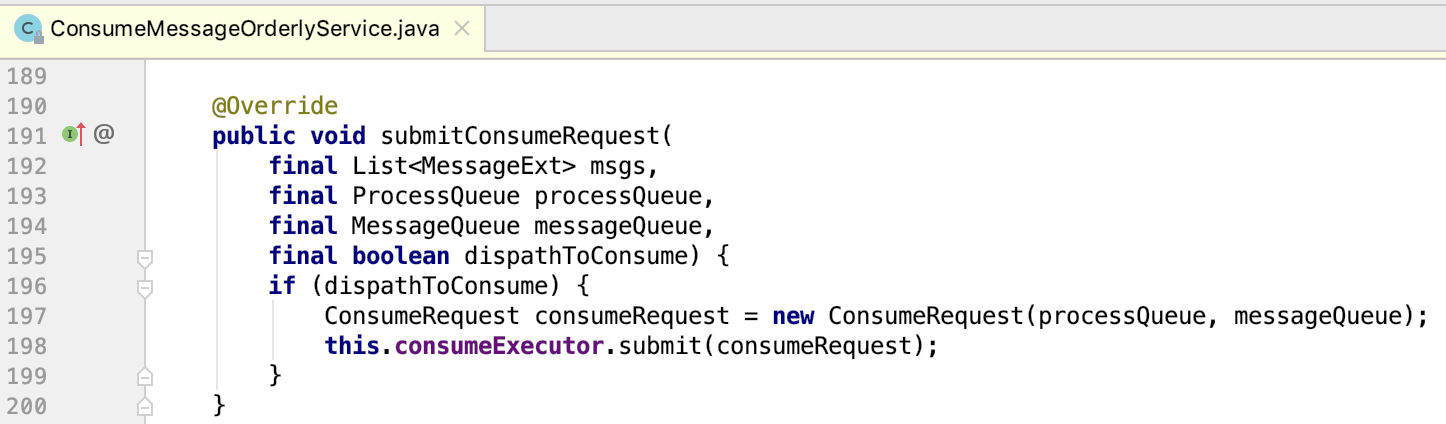 ConsumeMessageOrderlyService.java
189
190 @Override
191 @ public void submitConsumeRequest(
192 final List<MessageExt> msgs,
193 final ProcessQueue processQueue,
194 final MessageQueue messageQueue,
195 final boolean dispathToConsume) {
196 if (dispathToConsume) {
197 ConsumeRequest consumeRequest = new ConsumeRequest(processQueue, messageQueue);
198 this.consumeExecutor.submit(consumeRequest);
199 }
200 }